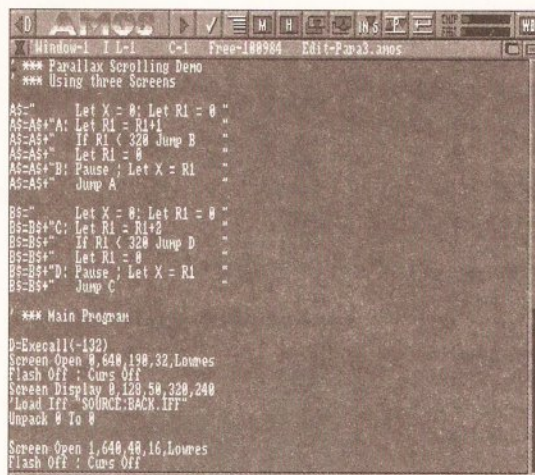 AMOS M H INS P WB
Window-1 I L-1 C-1 Free-100984 Edit-Para3.amos
' *** Parallax Scrolling Demo
' *** Using three Screens
A$="      Let X = 0; Let R1 = 0 "
A$=A$+"A: Let R1 = R1+1          "
A$=A$+"   If R1 < 320 Jump B     "
A$=A$+"   Let R1 = 0             "
A$=A$+"B: Pause ; Let X = R1     "
A$=A$+"   Jump A                 "
B$="      Let X = 0; Let R1 = 0 "
B$=B$+"C: Let R1 = R1+2          "
B$=B$+"   If R1 < 320 Jump D     "
B$=B$+"   Let R1 = 0             "
B$=B$+"D: Pause ; Let X = R1     "
B$=B$+"   Jump C                 "
' *** Main Program
D=Execall(-132)
Screen Open 0,640,190,32,Lowres
Flash Off : Curs Off
Screen Display 0,128,50,320,240
'Load Iff "SOURCE:BACK.IFF"
Unpack 8 To 0
Screen Open 1,640,40,16,Lowres
Flash Off : Curs Off